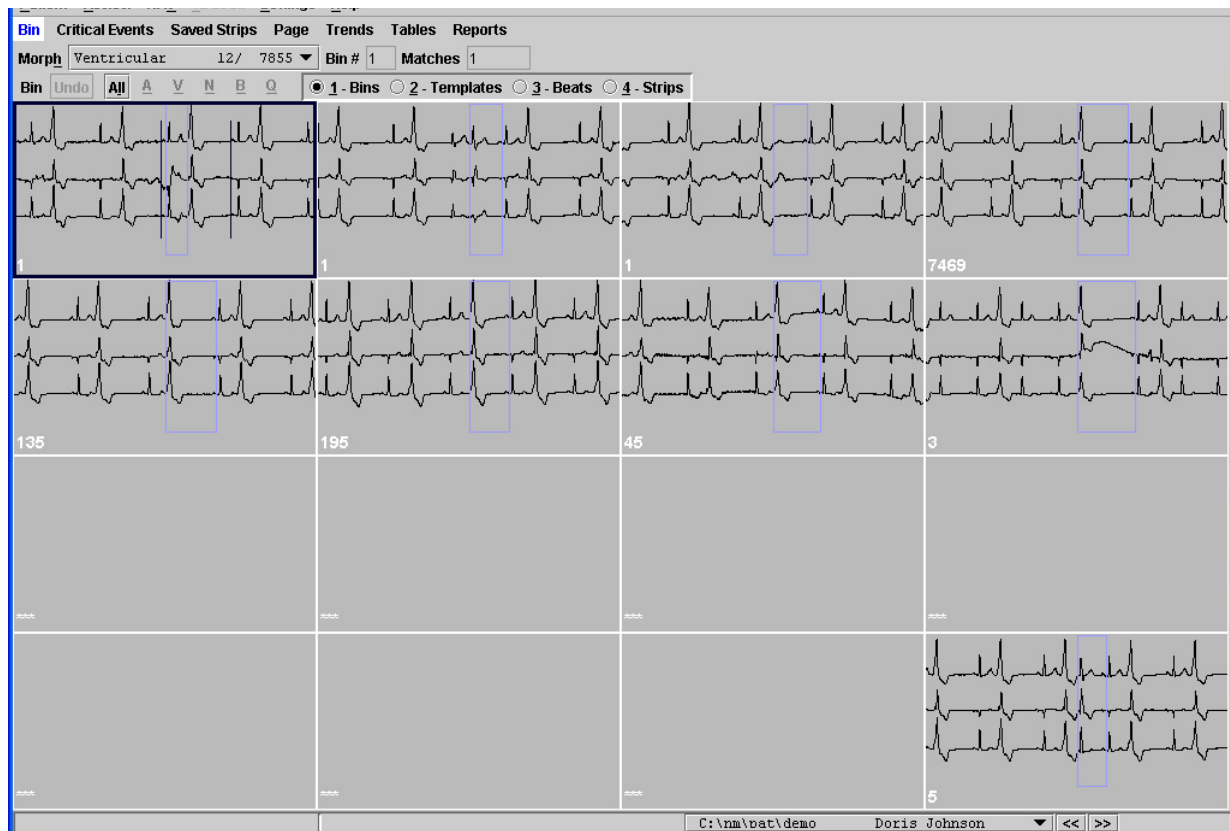 Bin Critical Events Saved Strips Page Trends Tables Reports
Morph Ventricular 12/ 7855 Bin # 1 Matches 1
Bin Undo All A V N B Q 1 - Bins 2 - Templates 3 - Beats 4 - Strips
1 1 1 7469
135 195 45 3
*** *** *** ***
*** *** *** 5
C:\nm\pat\demo Doris Johnson << >>